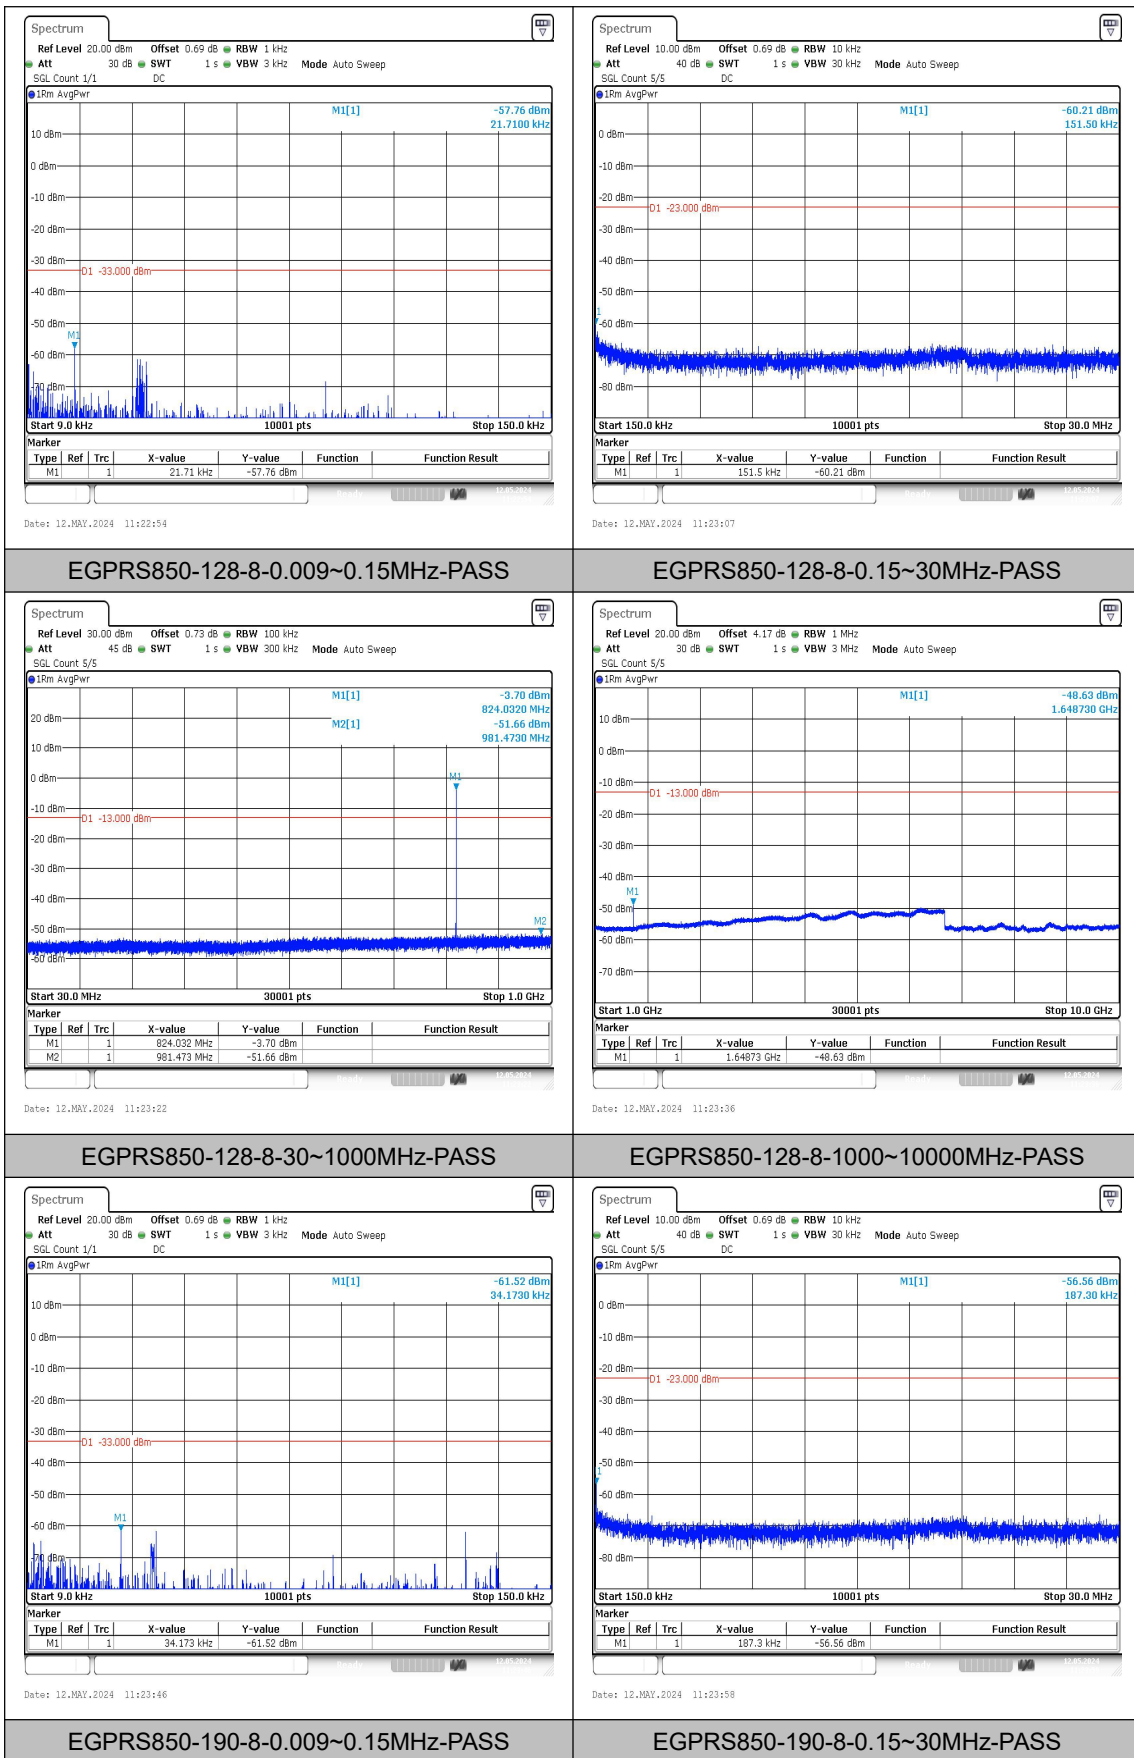 Spectrum
Ref Level 20.00 dBm Offset 0.69 dB RBW 1 kHz
Att 30 dB SWT 1 s VBW 3 kHz Mode Auto Sweep
SGL Count 1/1 DC
1Rm AvgPwr
M1[1] -57.76 dBm
21.7100 kHz
10 dBm
0 dBm
-10 dBm
-20 dBm
-30 dBm
D1 -33.000 dBm
-40 dBm
-50 dBm
M1
-60 dBm
-70 dBm
Start 9.0 kHz 10001 pts Stop 150.0 kHz
Marker
Type Ref Trc X-value Y-value Function Function Result
M1 1 21.71 kHz -57.76 dBm
12.05.2024
Date: 12.MAY.2024 11:22:54
EGPRS850-128-8-0.009~0.15MHz-PASS
Spectrum
Ref Level 10.00 dBm Offset 0.69 dB RBW 10 kHz
Att 40 dB SWT 1 s VBW 30 kHz Mode Auto Sweep
SGL Count 5/5 DC
1Rm AvgPwr
M1[1] -60.21 dBm
151.50 kHz
0 dBm
-10 dBm
-20 dBm
D1 -23.000 dBm
-30 dBm
-40 dBm
-50 dBm
1
-60 dBm
-80 dBm
Start 150.0 kHz 10001 pts Stop 30.0 MHz
Marker
Type Ref Trc X-value Y-value Function Function Result
M1 1 151.5 kHz -60.21 dBm
12.05.2024
Date: 12.MAY.2024 11:23:07
EGPRS850-128-8-0.15~30MHz-PASS
Spectrum
Ref Level 30.00 dBm Offset 0.73 dB RBW 100 kHz
Att 45 dB SWT 1 s VBW 300 kHz Mode Auto Sweep
SGL Count 5/5
1Rm AvgPwr
M1[1] -3.70 dBm
824.0320 MHz
M2[1] -51.66 dBm
981.4730 MHz
20 dBm
10 dBm
0 dBm
M1
-10 dBm
D1 -13.000 dBm
-20 dBm
-30 dBm
-40 dBm
-50 dBm
M2
-60 dBm
Start 30.0 MHz 30001 pts Stop 1.0 GHz
Marker
Type Ref Trc X-value Y-value Function Function Result
M1 1 824.032 MHz -3.70 dBm
M2 1 981.473 MHz -51.66 dBm
12.05.2024
Date: 12.MAY.2024 11:23:22
EGPRS850-128-8-30~1000MHz-PASS
Spectrum
Ref Level 20.00 dBm Offset 4.17 dB RBW 1 MHz
Att 30 dB SWT 1 s VBW 3 MHz Mode Auto Sweep
SGL Count 5/5
1Rm AvgPwr
M1[1] -48.63 dBm
1.648730 GHz
10 dBm
0 dBm
-10 dBm
D1 -13.000 dBm
-20 dBm
-30 dBm
-40 dBm
M1
-50 dBm
-60 dBm
-70 dBm
Start 1.0 GHz 30001 pts Stop 10.0 GHz
Marker
Type Ref Trc X-value Y-value Function Function Result
M1 1 1.64873 GHz -48.63 dBm
12.05.2024
Date: 12.MAY.2024 11:23:36
EGPRS850-128-8-1000~10000MHz-PASS
Spectrum
Ref Level 20.00 dBm Offset 0.69 dB RBW 1 kHz
Att 30 dB SWT 1 s VBW 3 kHz Mode Auto Sweep
SGL Count 1/1 DC
1Rm AvgPwr
M1[1] -61.52 dBm
34.1730 kHz
10 dBm
0 dBm
-10 dBm
-20 dBm
-30 dBm
D1 -33.000 dBm
-40 dBm
-50 dBm
M1
-60 dBm
-70 dBm
Start 9.0 kHz 10001 pts Stop 150.0 kHz
Marker
Type Ref Trc X-value Y-value Function Function Result
M1 1 34.173 kHz -61.52 dBm
12.05.2024
Date: 12.MAY.2024 11:23:46
EGPRS850-190-8-0.009~0.15MHz-PASS
Spectrum
Ref Level 10.00 dBm Offset 0.69 dB RBW 10 kHz
Att 40 dB SWT 1 s VBW 30 kHz Mode Auto Sweep
SGL Count 5/5 DC
1Rm AvgPwr
M1[1] -56.56 dBm
187.30 kHz
0 dBm
-10 dBm
-20 dBm
D1 -23.000 dBm
-30 dBm
-40 dBm
-50 dBm
1
-60 dBm
-80 dBm
Start 150.0 kHz 10001 pts Stop 30.0 MHz
Marker
Type Ref Trc X-value Y-value Function Function Result
M1 1 187.3 kHz -56.56 dBm
12.05.2024
Date: 12.MAY.2024 11:23:58
EGPRS850-190-8-0.15~30MHz-PASS